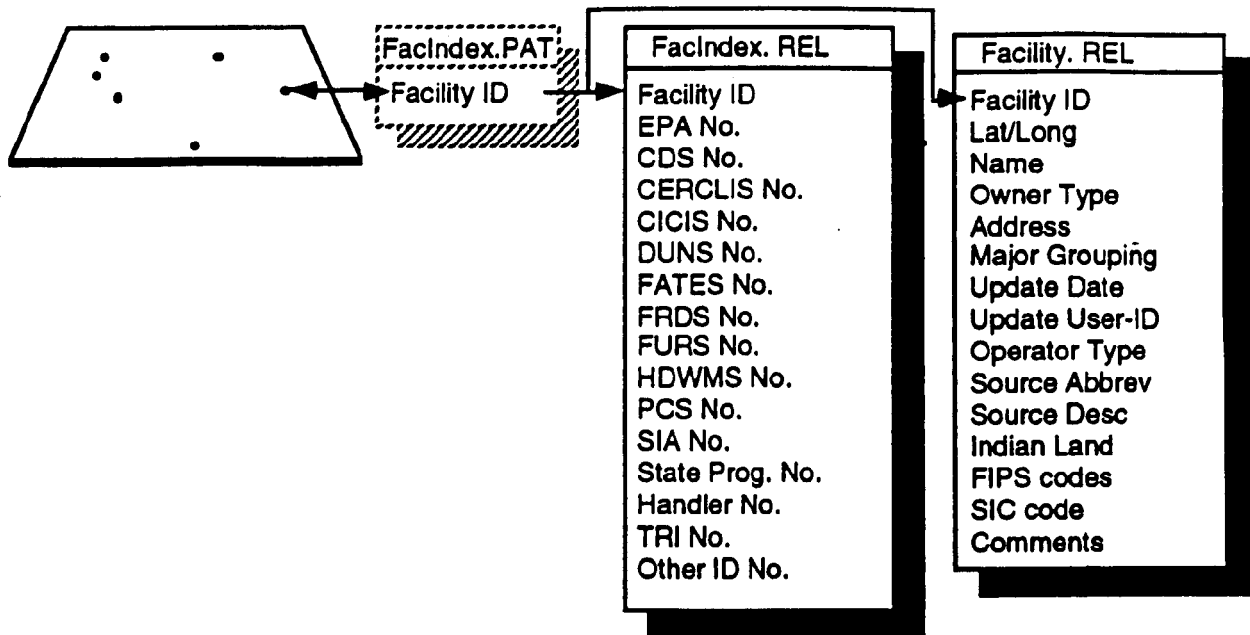 FacIndex.PAT
Facility ID
FacIndex. REL
Facility ID
EPA No.
CDS No.
CERCLIS No.
CICIS No.
DUNS No.
FATES No.
FRDS No.
FURS No.
HDWMS No.
PCS No.
SIA No.
State Prog. No.
Handler No.
TRI No.
Other ID No.
Facility. REL
Facility ID
Lat/Long
Name
Owner Type
Address
Major Grouping
Update Date
Update User-ID
Operator Type
Source Abbrev
Source Desc
Indian Land
FIPS codes
SIC code
Comments